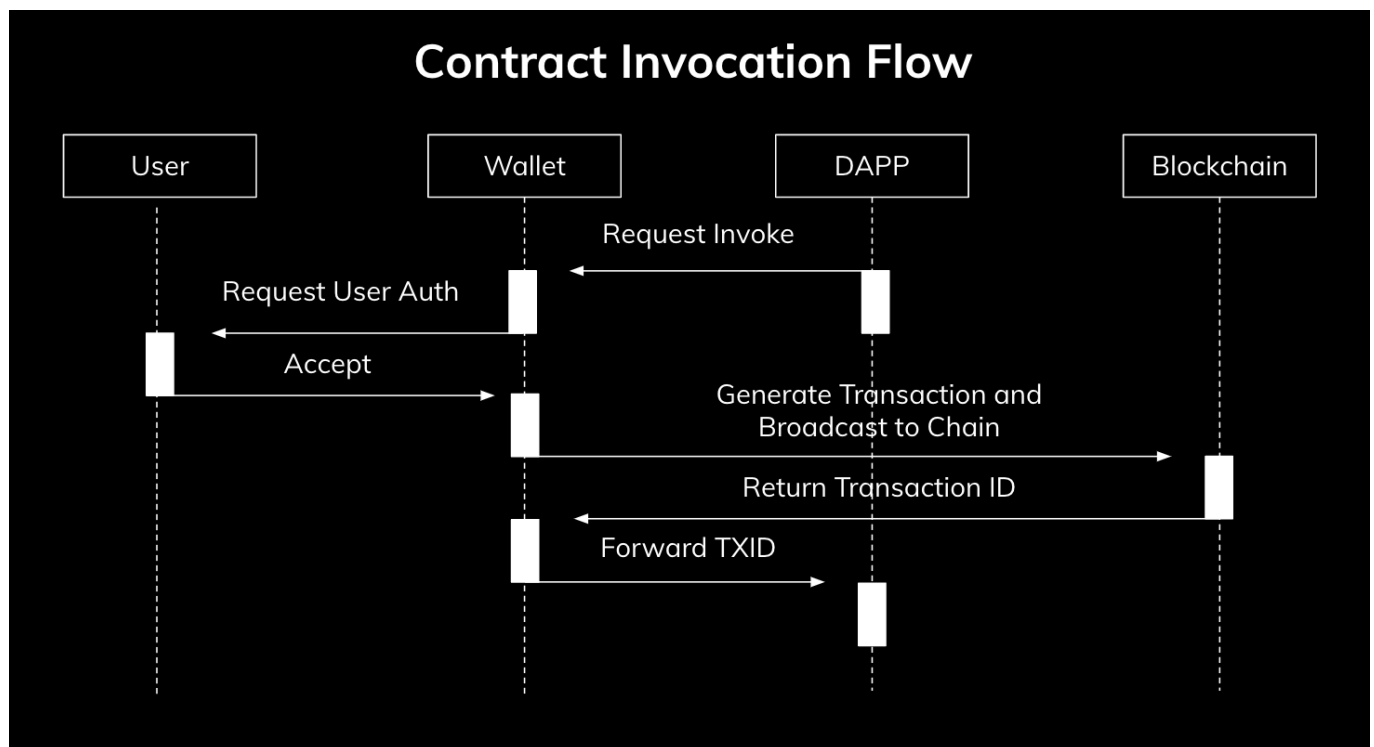 Contract Invocation Flow
User
Wallet
DAPP
Blockchain
Request Invoke
Request User Auth
Accept
Generate Transaction and
Broadcast to Chain
Return Transaction ID
Forward TXID